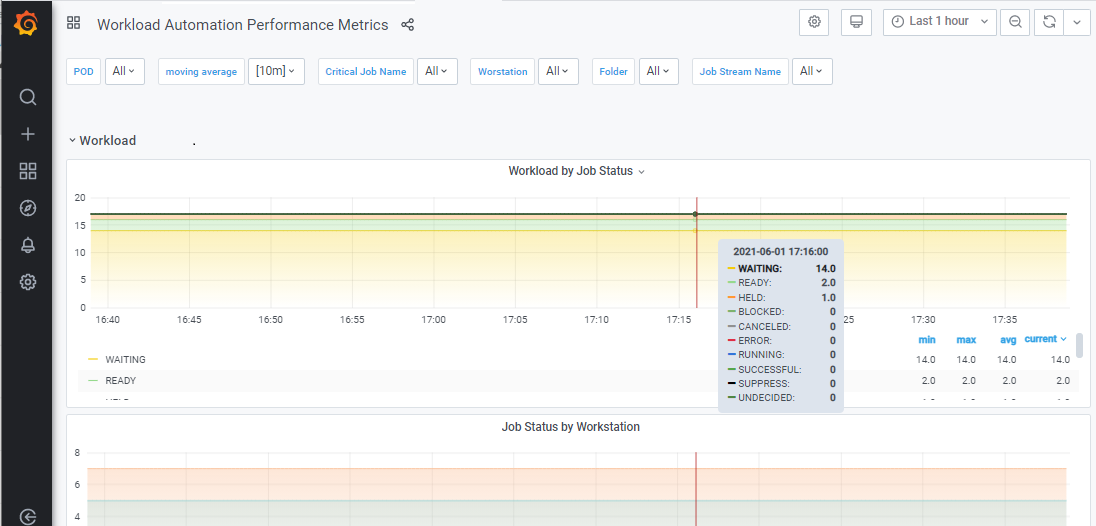 Workload Automation Performance Metrics
Last 1 hour
POD All moving average [10m] Critical Job Name All Worstation All Folder All Job Stream Name All
Workload .
Workload by Job Status
20
15
10
5
0
16:40 16:45 16:50 16:55 17:00 17:05 17:10 17:15 25 17:30 17:35
2021-06-01 17:16:00
WAITING: 14.0
READY: 2.0
HELD: 1.0
BLOCKED: 0
CANCELED: 0
ERROR: 0
RUNNING: 0
SUCCESSFUL: 0
SUPPRESS: 0
UNDECIDED: 0
min max avg current
WAITING 14.0 14.0 14.0 14.0
READY 2.0 2.0 2.0 2.0
Job Status by Workstation
8
6
4